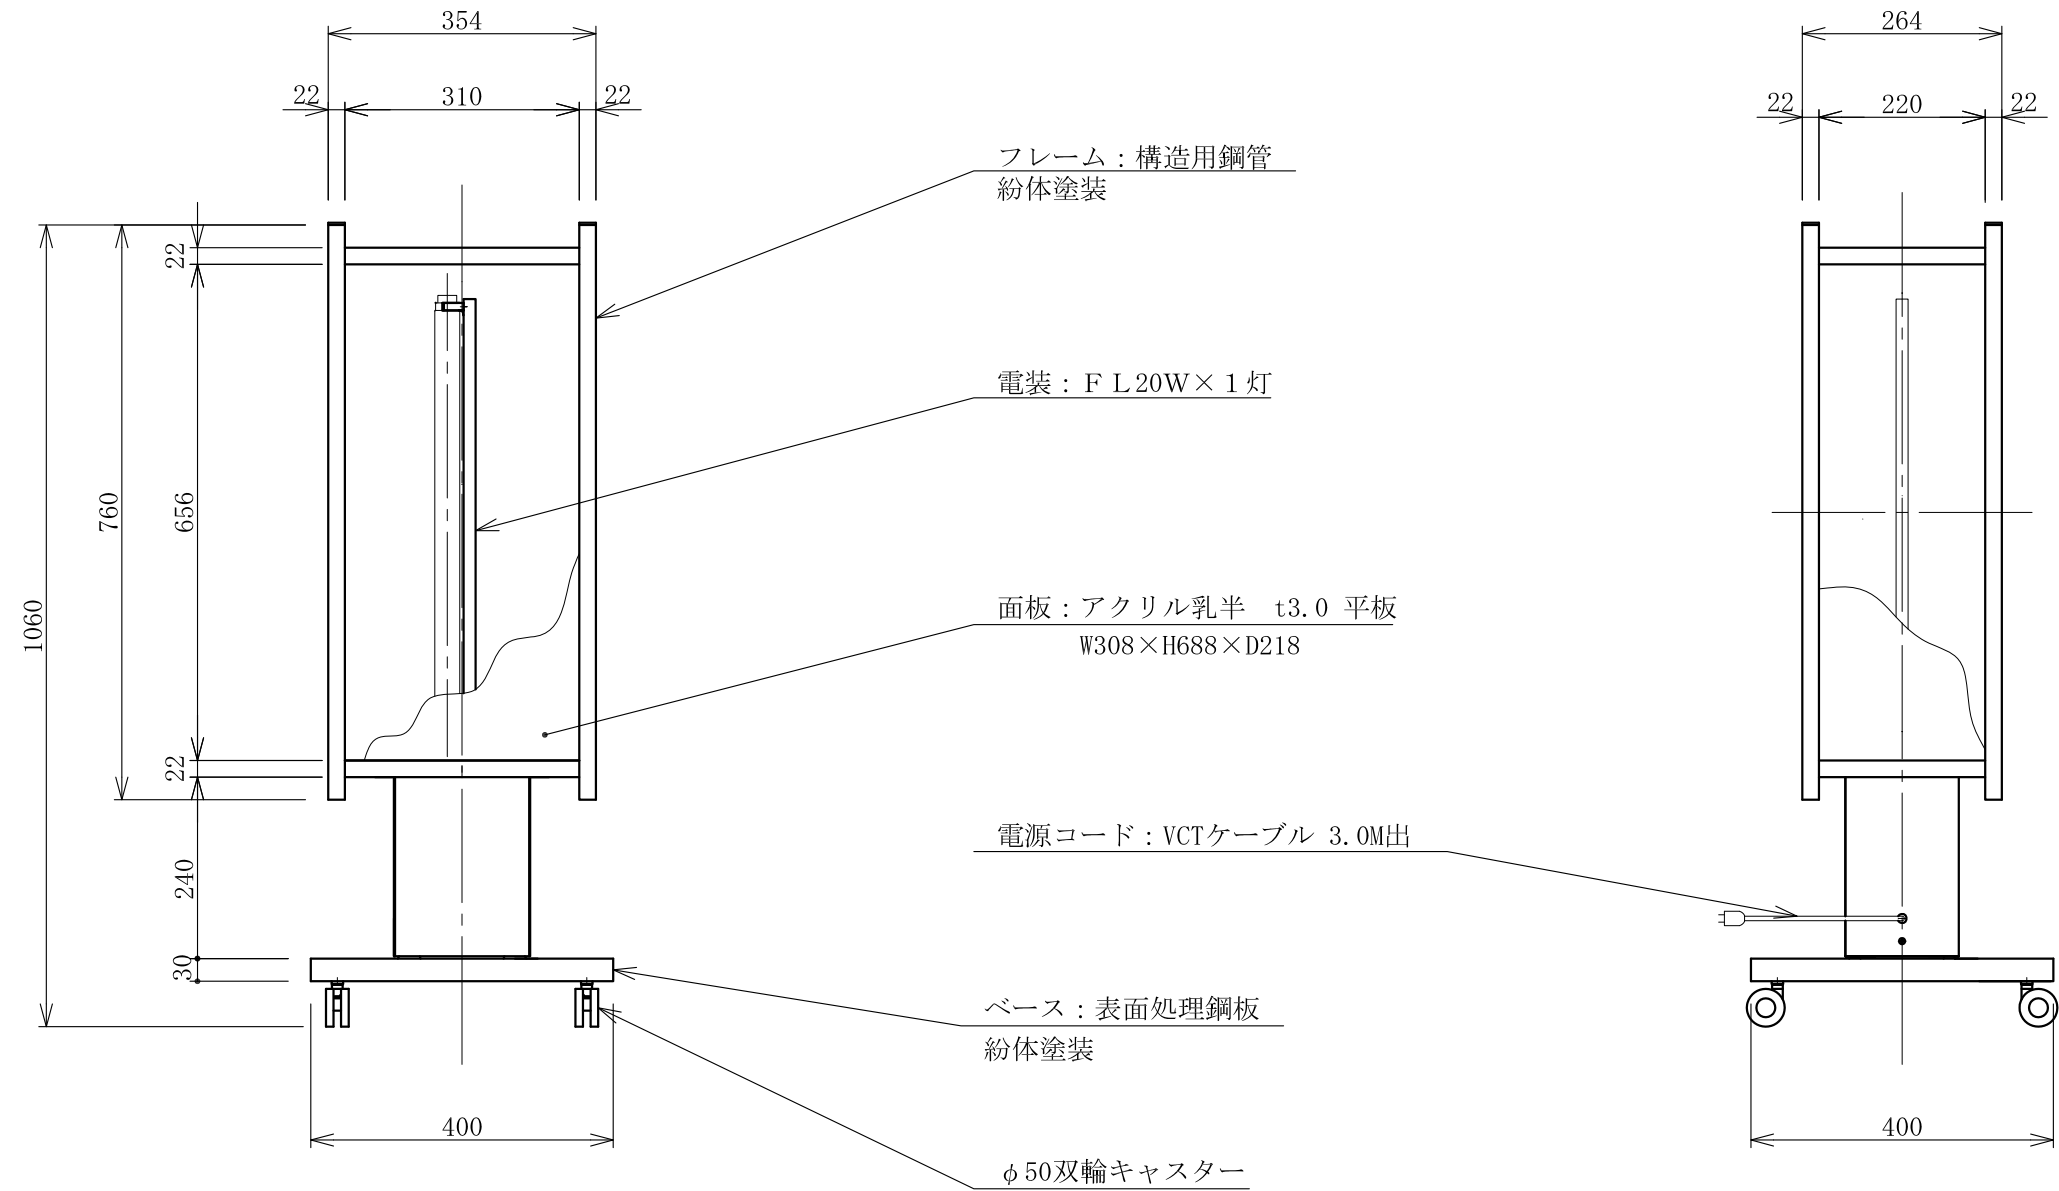 354
264
22
310
22
22
220
22
フレーム：構造用鋼管
紛体塗装
22
電装：ＦＬ20Ｗ×１灯
760
656
1060
面板：アクリル乳半　t3.0 平板
W308×H688×D218
22
電源コード：VCTケーブル 3.0M出
240
30
ベース：表面処理鋼板
紛体塗装
400
400
φ50双輪キャスター